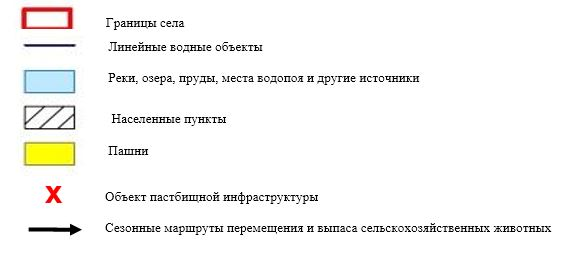 Границы села
Линейные водные объекты
Реки, озера, пруды, места водопоя и другие источники
Населенные пункты
Пашни
X Объект пастбищной инфраструктуры
Сезонные маршруты перемещения и выпаса сельскохозяйственных животных